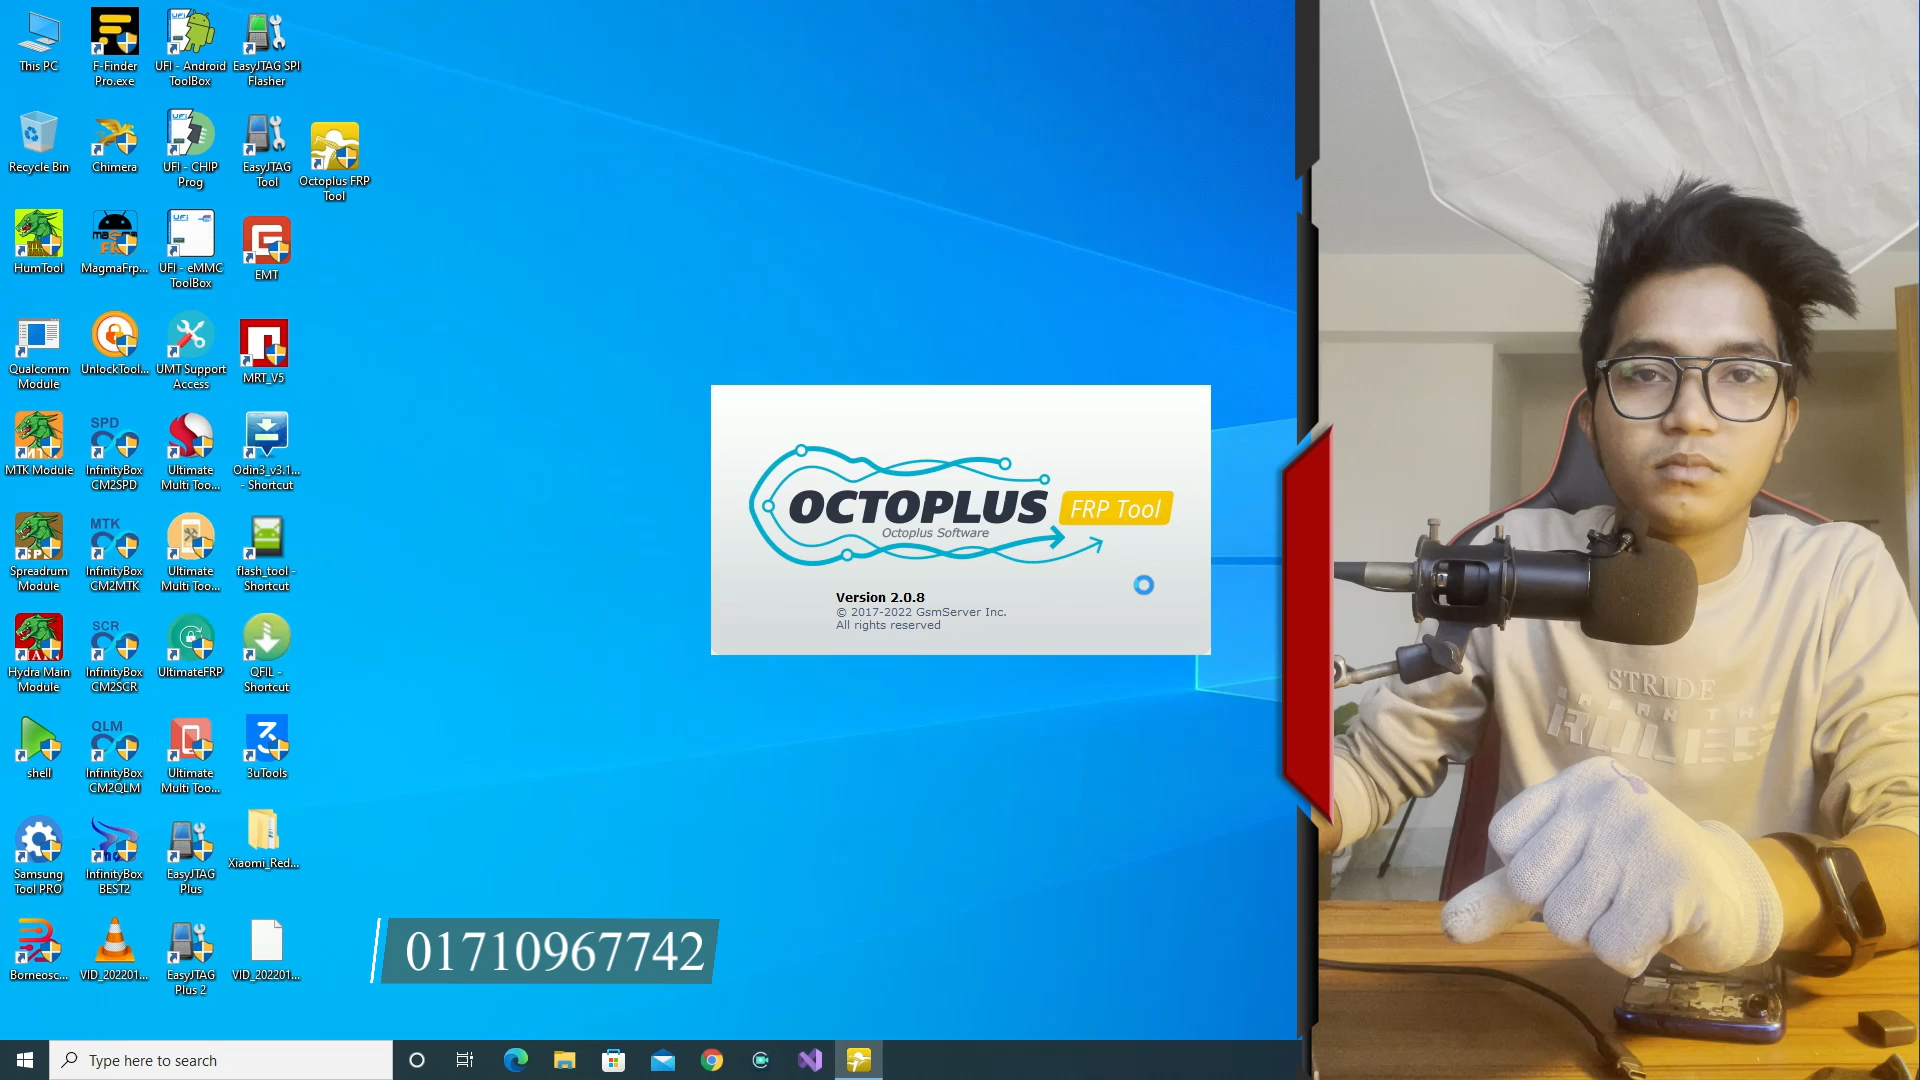 This PC
F-Finder
Pro.exe
UFI - Android
ToolBox
EasyJTAG SPI
Flasher
Recycle Bin
Chimera
UFi
UFI - CHIP
Prog
EasyJTAG
Tool
Octoplus FRP
Tool
HumTool
MagmaFrp...
UFi
UFI - eMMC
ToolBox
EMT
Qualcomm
Module
UnlockTool...
UMT Support
Access
MRT_V5
MTK Module
SPD
InfinityBox
CM2SPD
Ultimate
Multi Too...
Odin3_v3.1...
- Shortcut
Spreadrum
Module
MTK
InfinityBox
CM2MTK
Ultimate
Multi Too...
flash_tool -
Shortcut
Hydra Main
Module
SCR
InfinityBox
CM2SCR
UltimateFRP
QFIL -
Shortcut
shell
QLM
InfinityBox
CM2QLM
Ultimate
Multi Too...
3uTools
Samsung
Tool PRO
InfinityBox
BEST2
EasyJTAG
Plus
Xiaomi_Red...
Bornesc...
VID_202201...
EasyJTAG
Plus 2
VID_202201...
OCTOPLUS FRP Tool
Octoplus Software
Version 2.0.8
© 2017-2022 GsmServer Inc.
All rights reserved
01710967742
Type here to search
STRIDE
RULES